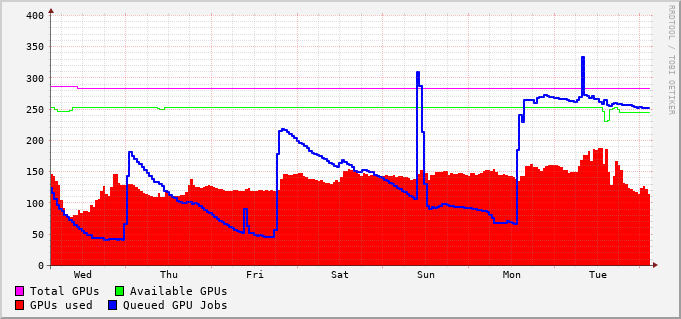 400
350
300
250
200
150
100
50
0
Wed Thu Fri Sat Sun Mon Tue
Total GPUs Available GPUs
GPUs used Queued GPU Jobs
RRDTOOL / TOBI OETIKER